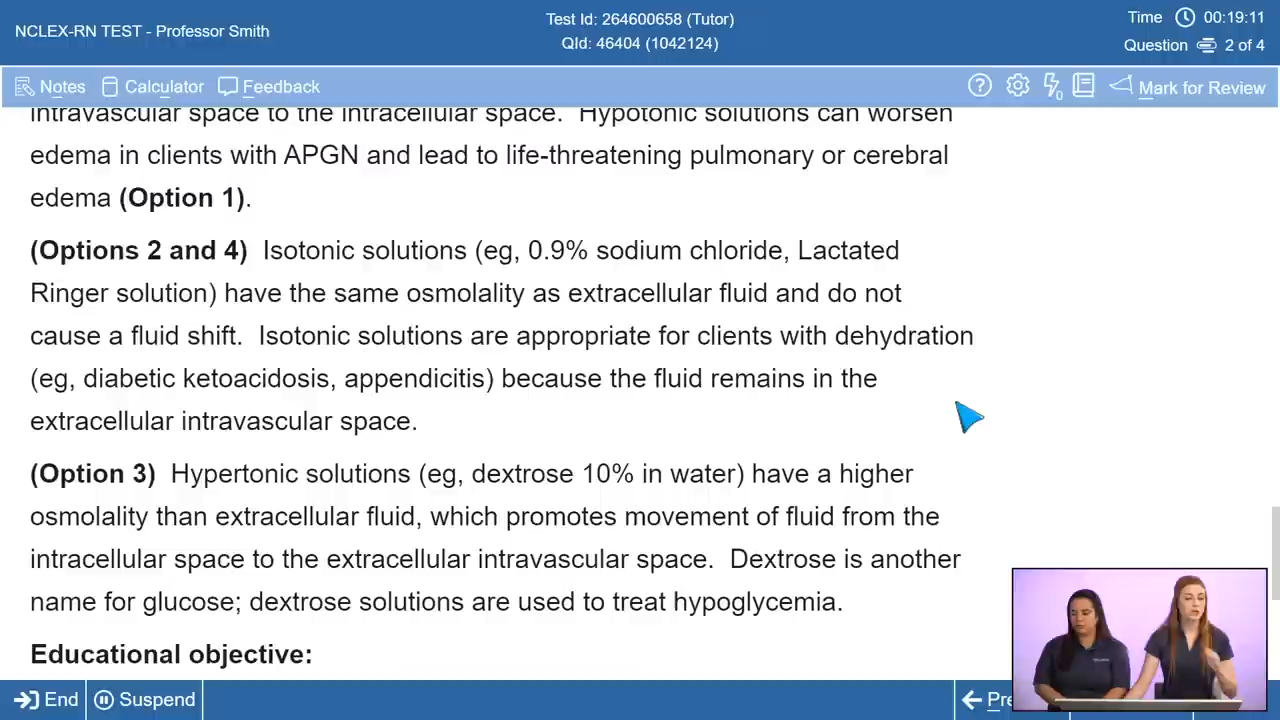 NCLEX-RN TEST - Professor Smith
Test Id: 264600658 (Tutor)
QId: 46404 (1042124)
Time 00:19:11
Question 2 of 4
Notes Calculator Feedback
Mark for Review
intravascular space to the intracellular space. Hypotonic solutions can worsen
edema in clients with APGN and lead to life-threatening pulmonary or cerebral
edema (Option 1).
(Options 2 and 4) Isotonic solutions (eg, 0.9% sodium chloride, Lactated
Ringer solution) have the same osmolality as extracellular fluid and do not
cause a fluid shift. Isotonic solutions are appropriate for clients with dehydration
(eg, diabetic ketoacidosis, appendicitis) because the fluid remains in the
extracellular intravascular space.
(Option 3) Hypertonic solutions (eg, dextrose 10% in water) have a higher
osmolality than extracellular fluid, which promotes movement of fluid from the
intracellular space to the extracellular intravascular space. Dextrose is another
name for glucose; dextrose solutions are used to treat hypoglycemia.
Educational objective:
End Suspend
Pre